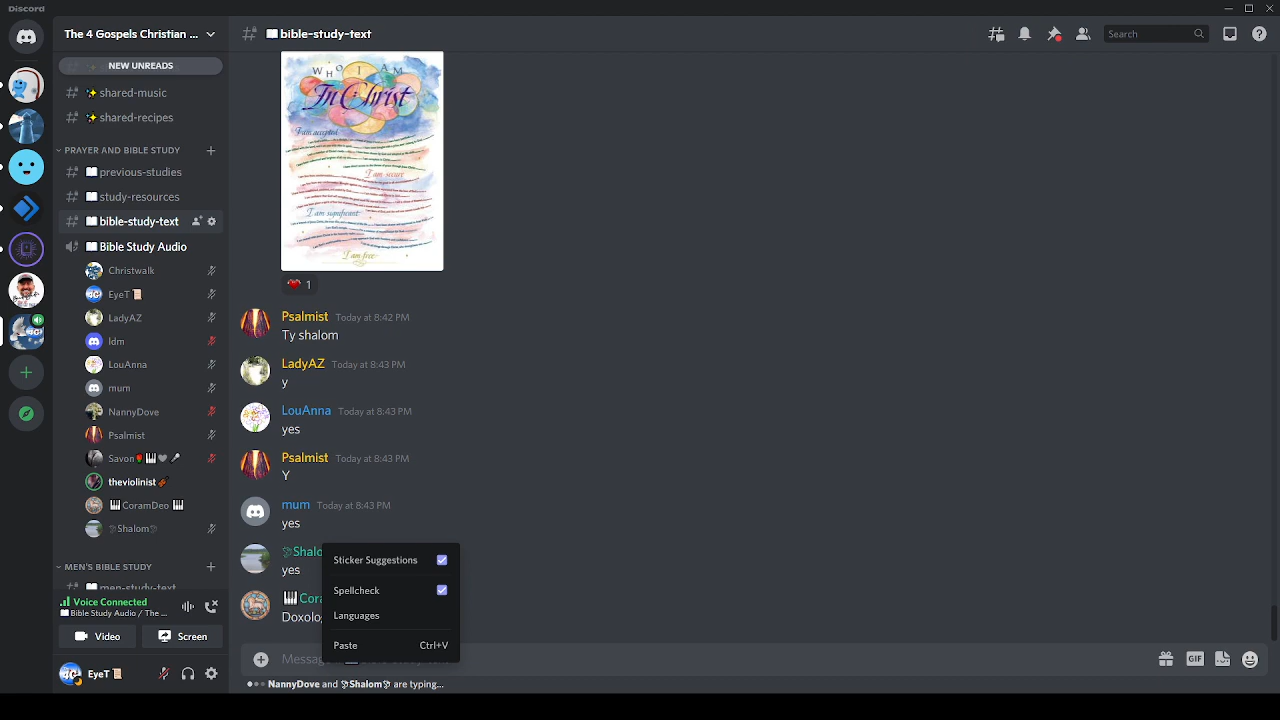 Discord
The 4 Gospels Christian ...
bible-study-text
Search
NEW UNREADS
shared-music
shared-recipes
PRAYER AND BIBLE STUDY
previous-studies
study-resources
bible-study-text
Bible Study Audio
Christwalk
EyeT
LadyAZ
ldm
LouAnna
mum
NannyDove
Psalmist
Savon
theviolinist
CoramDeo
Shalom
MEN'S BIBLE STUDY
men-study-text
Voice Connected
Bible Study Audio / The ...
Video
Screen
EyeT
WHO I AM
In Christ
I am accepted
I am secure
I am significant
I am free
1
Psalmist Today at 8:42 PM
Ty shalom
LadyAZ Today at 8:43 PM
y
LouAnna Today at 8:43 PM
yes
Psalmist Today at 8:43 PM
Y
mum Today at 8:43 PM
yes
Shalo
yes
Cora
Doxolo
Sticker Suggestions
Spellcheck
Languages
Paste Ctrl+V
Message
GIF
NannyDove and Shalom are typing...